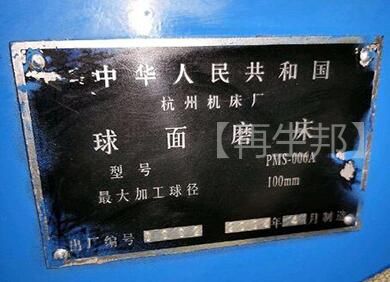 中华人民共和国
杭州机床厂
球面磨床
【再生邦】
型号 PMS-006A
最大加工球径 100mm
出厂编号 年 月制造